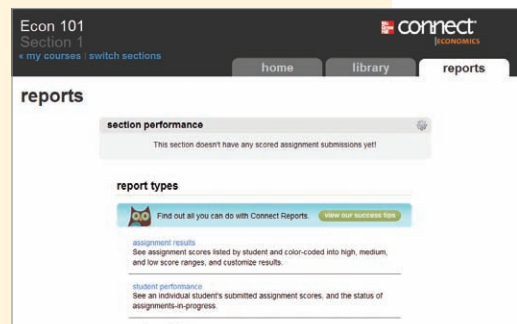 Econ 101
Section 1
« my courses | switch sections
connect
ECONOMICS
home
library
reports
reports
section performance
This section doesn't have any scored assignment submissions yet!
report types
Find out all you can do with Connect Reports.
view our success tips
assignment results
See assignment scores listed by student and color-coded into high, medium,
and low score ranges, and customize results.
student performance
See an individual student's submitted assignment scores, and the status of
assignments-in-progress.